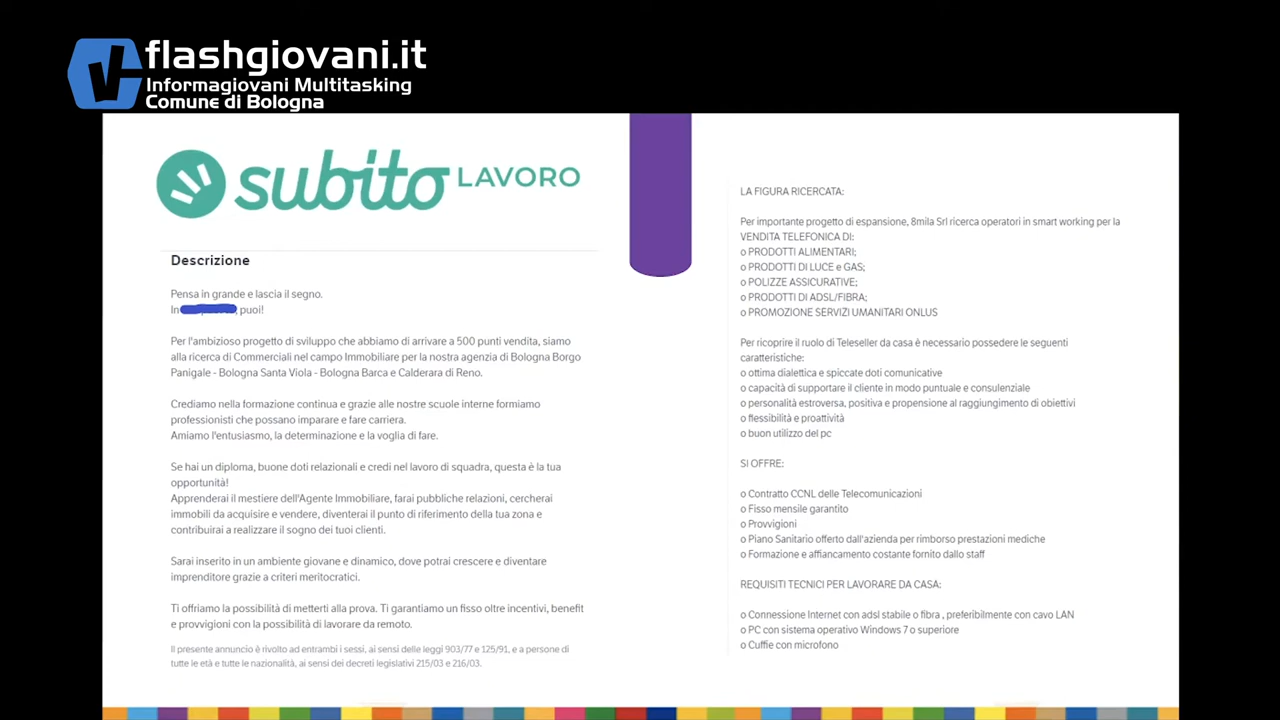 flashgiovani.it
Informagiovani Multitasking
Comune di Bologna
subito LAVORO
Descrizione
Pensa in grande e lascia il segno.
In , puoi!
Per l'ambizioso progetto di sviluppo che abbiamo di arrivare a 500 punti vendita, siamo
alla ricerca di Commerciali nel campo Immobiliare per la nostra agenzia di Bologna Borgo
Panigale - Bologna Santa Viola - Bologna Barca e Calderara di Reno.
Crediamo nella formazione continua e grazie alle nostre scuole interne formiamo
professionisti che possano imparare e fare carriera.
Amiamo l'entusiasmo, la determinazione e la voglia di fare.
Se hai un diploma, buone doti relazionali e credi nel lavoro di squadra, questa è la tua
opportunità!
Apprenderai il mestiere dell'Agente Immobiliare, farai pubbliche relazioni, cercherai
immobili da acquisire e vendere, diventerai il punto di riferimento della tua zona e
contribuirai a realizzare il sogno dei tuoi clienti.
Sarai inserito in un ambiente giovane e dinamico, dove potrai crescere e diventare
imprenditore grazie a criteri meritocratici.
Ti offriamo la possibilità di metterti alla prova. Ti garantiamo un fisso oltre incentivi, benefit
e provvigioni con la possibilità di lavorare da remoto.
Il presente annuncio è rivolto ad entrambi i sessi, ai sensi delle leggi 903/77 e 125/91, e a persone di
tutte le età e tutte le nazionalità, ai sensi dei decreti legislativi 215/03 e 216/03.
LA FIGURA RICERCATA:
Per importante progetto di espansione, 8mila Srl ricerca operatori in smart working per la
VENDITA TELEFONICA DI:
o PRODOTTI ALIMENTARI;
o PRODOTTI DI LUCE e GAS;
o POLIZZE ASSICURATIVE;
o PRODOTTI DI ADSL/FIBRA;
o PROMOZIONE SERVIZI UMANITARI ONLUS
Per ricoprire il ruolo di Teleseller da casa è necessario possedere le seguenti
caratteristiche:
o ottima dialettica e spiccate doti comunicative
o capacità di supportare il cliente in modo puntuale e consulenziale
o personalità estroversa, positiva e propensione al raggiungimento di obiettivi
o flessibilità e proattività
o buon utilizzo del pc
SI OFFRE:
o Contratto CCNL delle Telecomunicazioni
o Fisso mensile garantito
o Provvigioni
o Piano Sanitario offerto dall'azienda per rimborso prestazioni mediche
o Formazione e affiancamento costante fornito dallo staff
REQUISITI TECNICI PER LAVORARE DA CASA:
o Connessione Internet con adsl stabile o fibra , preferibilmente con cavo LAN
o PC con sistema operativo Windows 7 o superiore
o Cuffie con microfono